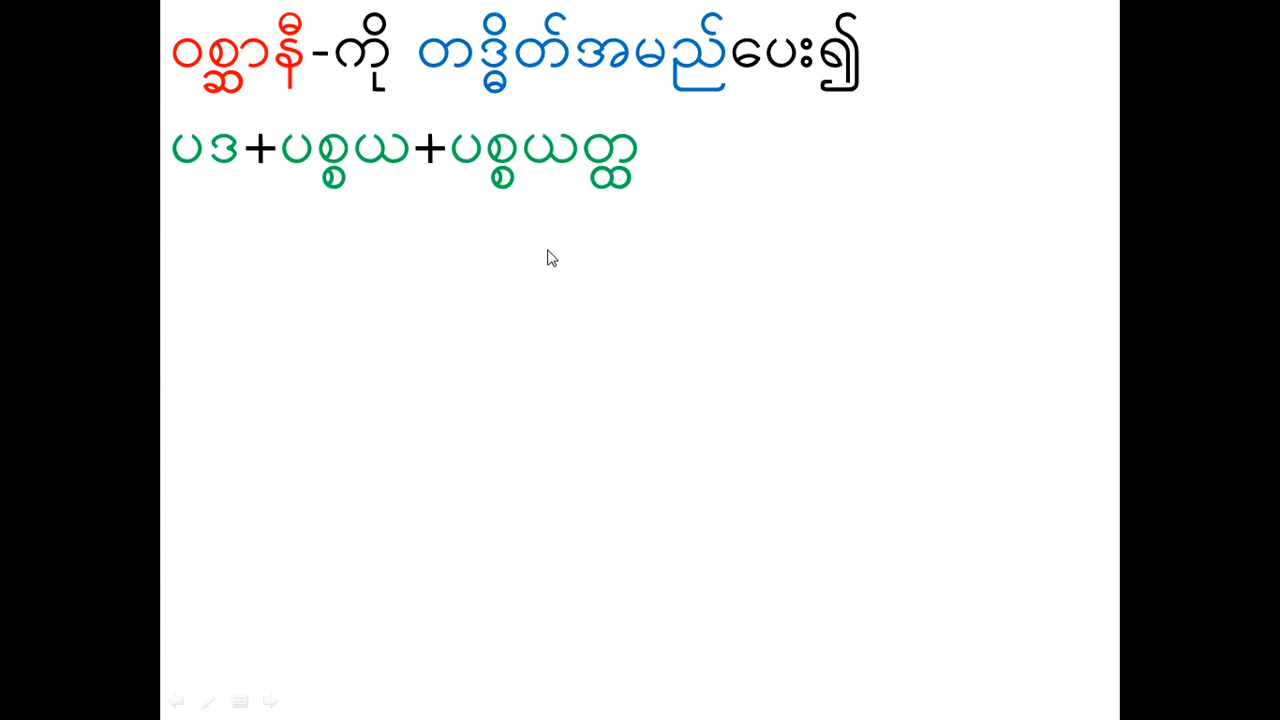 ဝစ္ဆာနီ-ကို တဒ္ဓိတ်အမည်ပေး၍
ပဒ+ပစ္စယ+ပစ္စယတ္ထ